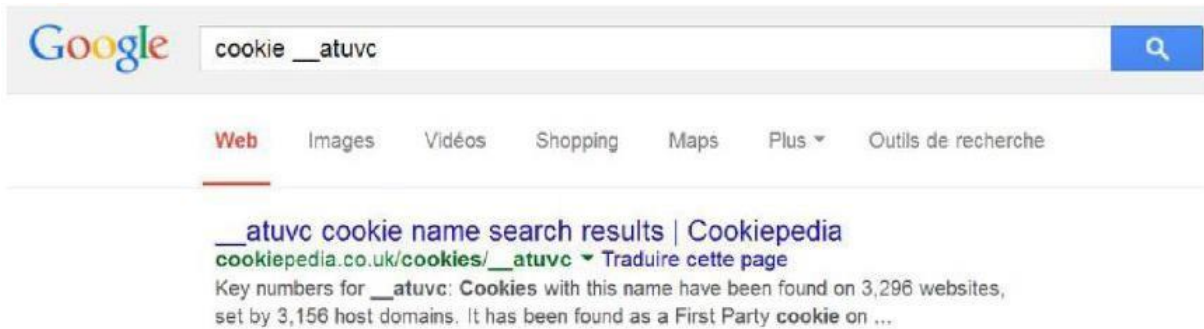 Google cookie __atuvc
Web Images Vidéos Shopping Maps Plus Outils de recherche
__atuvc cookie name search results | Cookiepedia
cookiepedia.co.uk/cookies/__atuvc Traduire cette page
Key numbers for __atuvc: Cookies with this name have been found on 3,296 websites,
set by 3,156 host domains. It has been found as a First Party cookie on ...